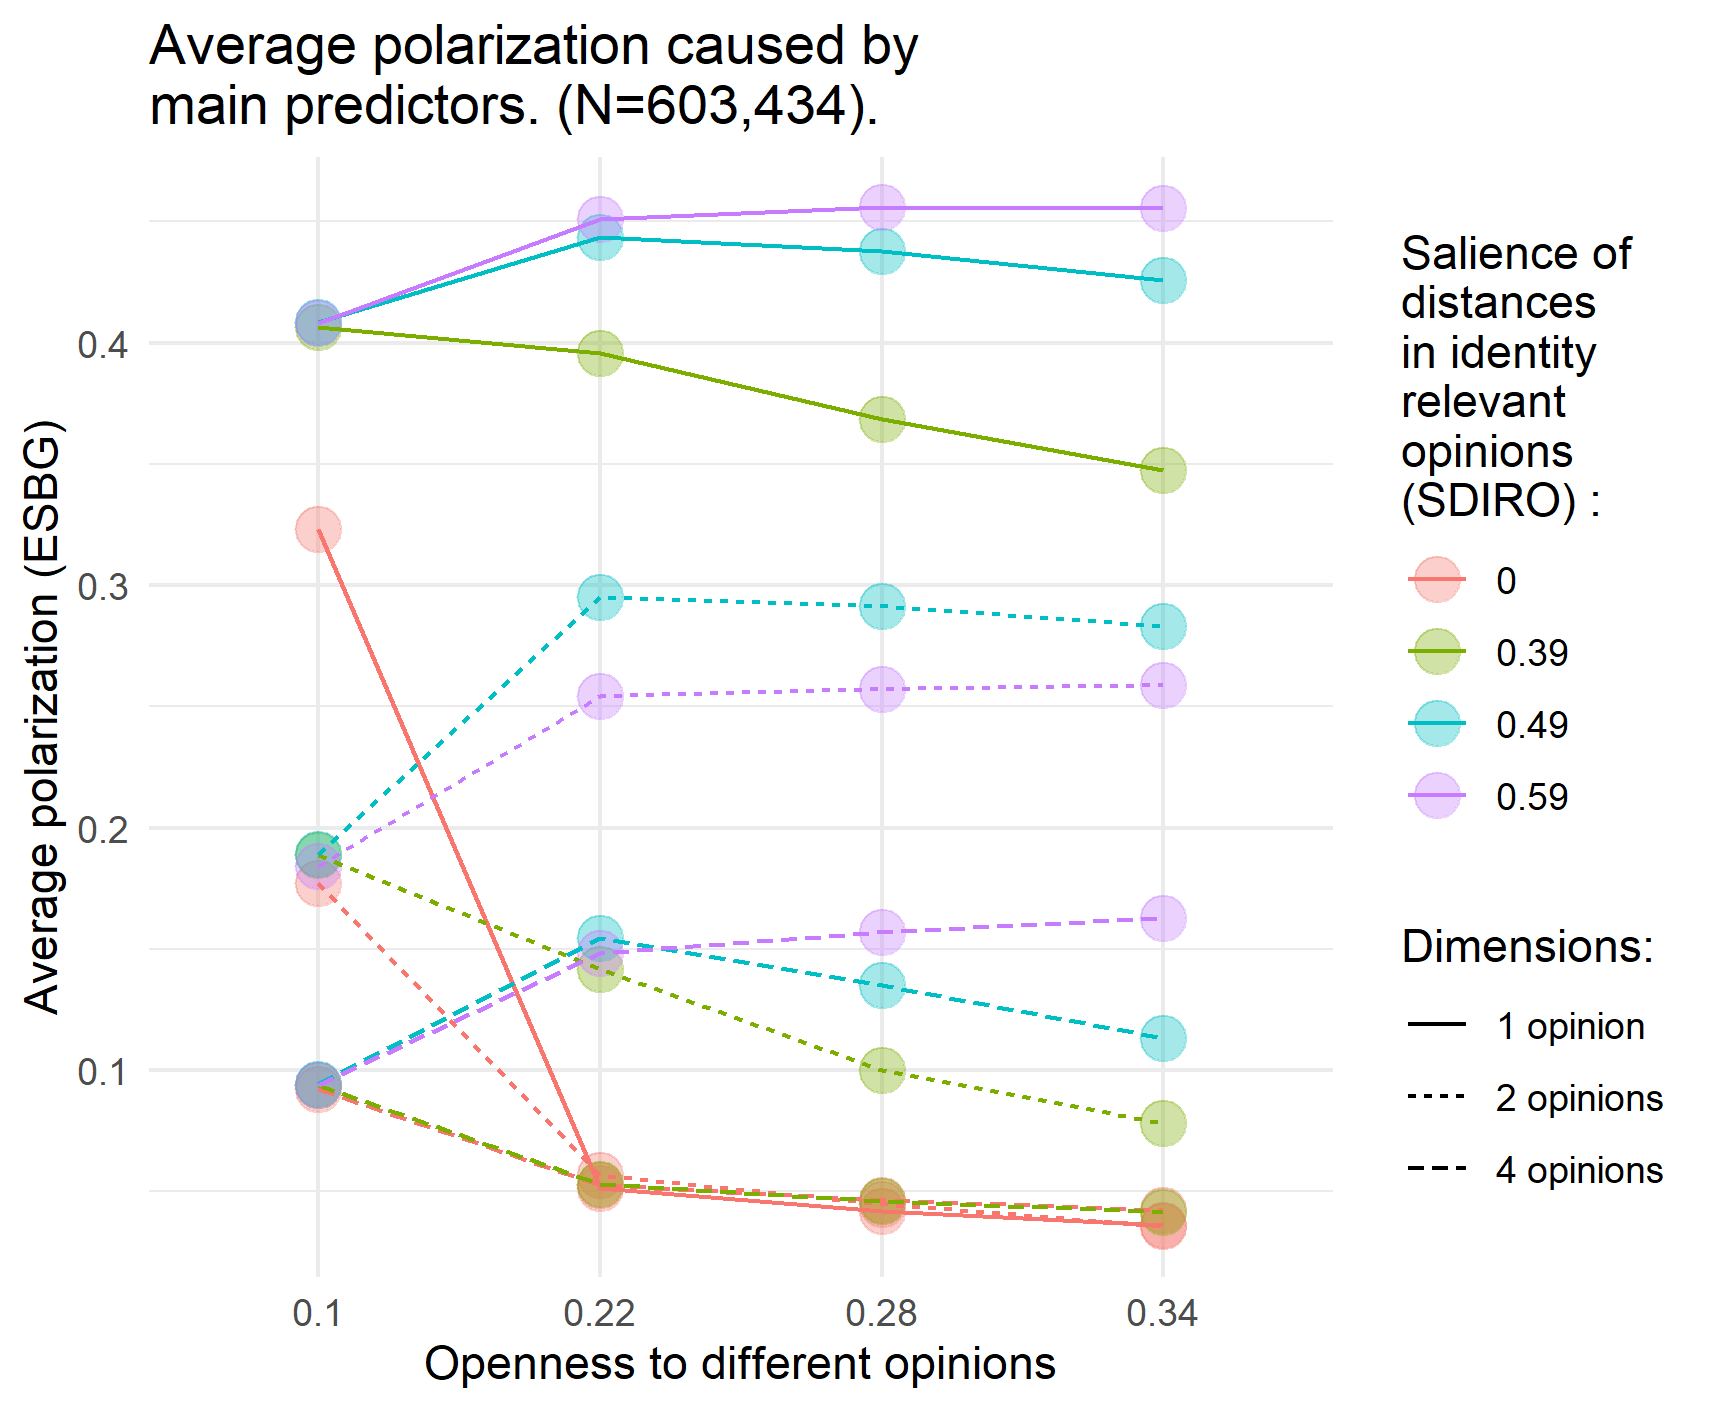 Average polarization caused by
main predictors. (N=603,434).
Average polarization (ESBG)
0.4
0.3
0.2
0.1
0.1
0.22
0.28
0.34
Openness to different opinions
Salience of
distances
in identity
relevant
opinions
(SDIRO) :
0
0.39
0.49
0.59
Dimensions:
1 opinion
2 opinions
4 opinions